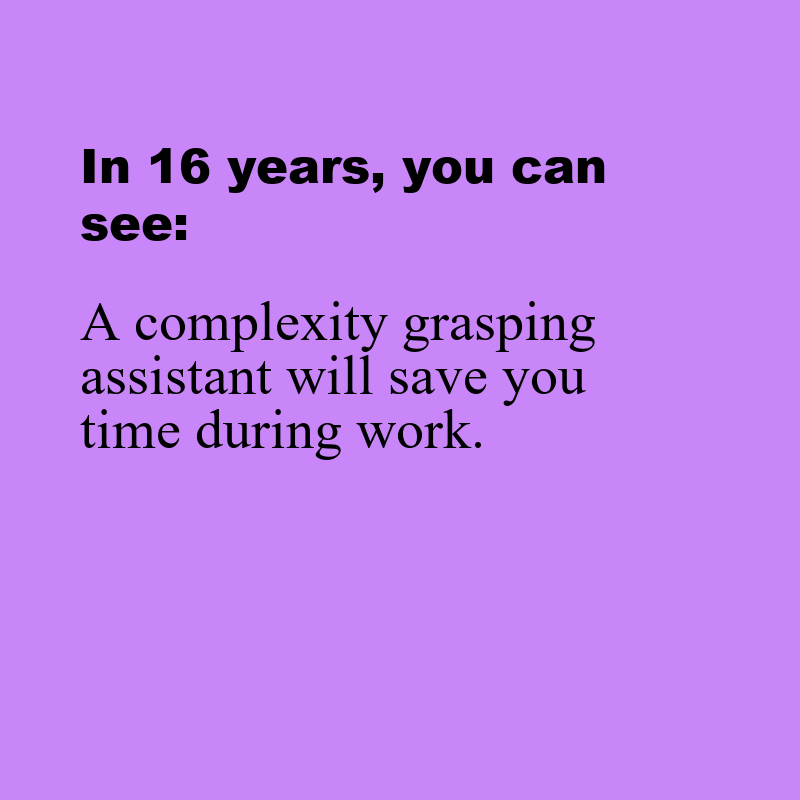 In 16 years, you can
see:
A complexity grasping
assistant will save you
time during work.